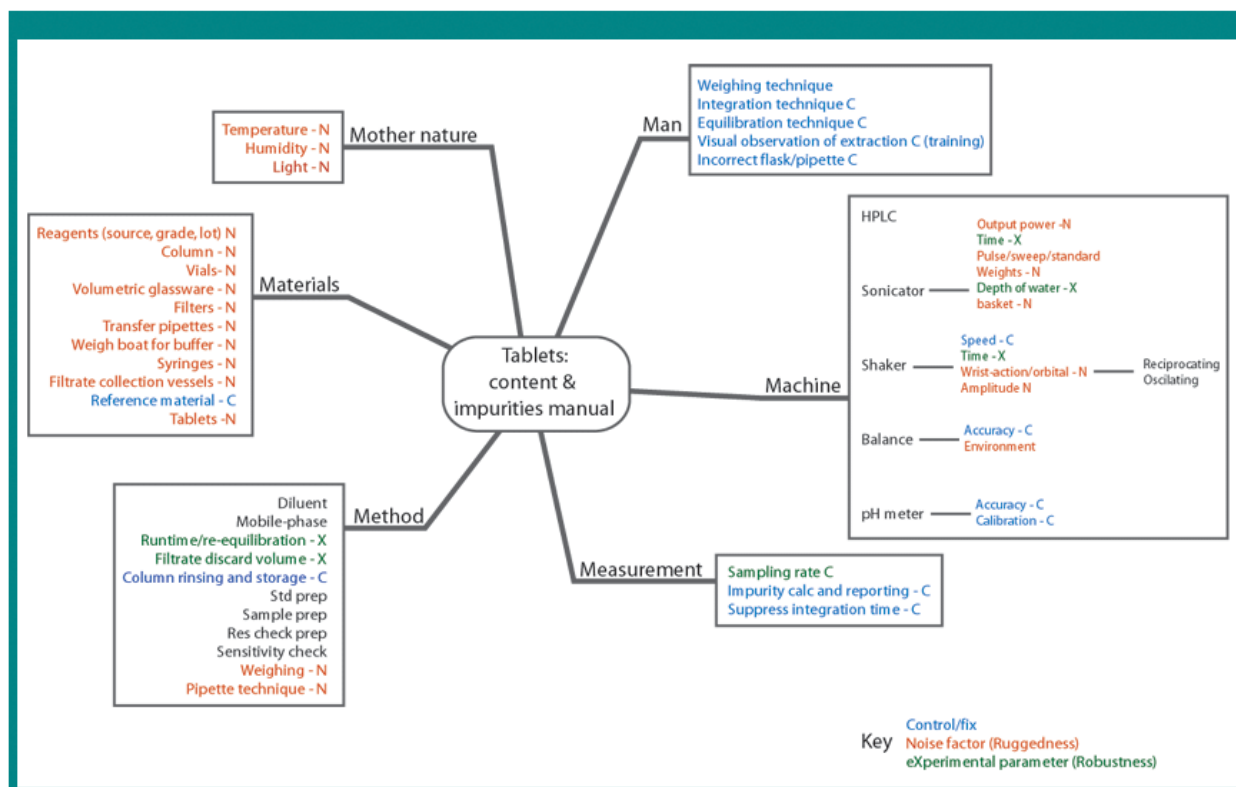 Mother nature
Temperature - N
Humidity - N
Light - N
Man
Weighing technique
Integration technique C
Equilibration technique C
Visual observation of extraction C (training)
Incorrect flask/pipette C
Materials
Reagents (source, grade, lot) N
Column - N
Vials- N
Volumetric glassware - N
Filters - N
Transfer pipettes - N
Weigh boat for buffer - N
Syringes - N
Filtrate collection vessels - N
Reference material - C
Tablets -N
Tablets:
content &
impurities manual
Machine
HPLC
Sonicator
Output power -N
Time - X
Pulse/sweep/standard
Weights - N
Depth of water - X
basket - N
Shaker
Speed - C
Time - X
Wrist-action/orbital - N
Amplitude N
Reciprocating
Oscilating
Balance
Accuracy - C
Environment
pH meter
Accuracy - C
Calibration - C
Method
Diluent
Mobile-phase
Runtime/re-equilibration - X
Filtrate discard volume - X
Column rinsing and storage - C
Std prep
Sample prep
Res check prep
Sensitivity check
Weighing - N
Pipette technique - N
Measurement
Sampling rate C
Impurity calc and reporting - C
Suppress integration time - C
Key
Control/fix
Noise factor (Ruggedness)
eXperimental parameter (Robustness)